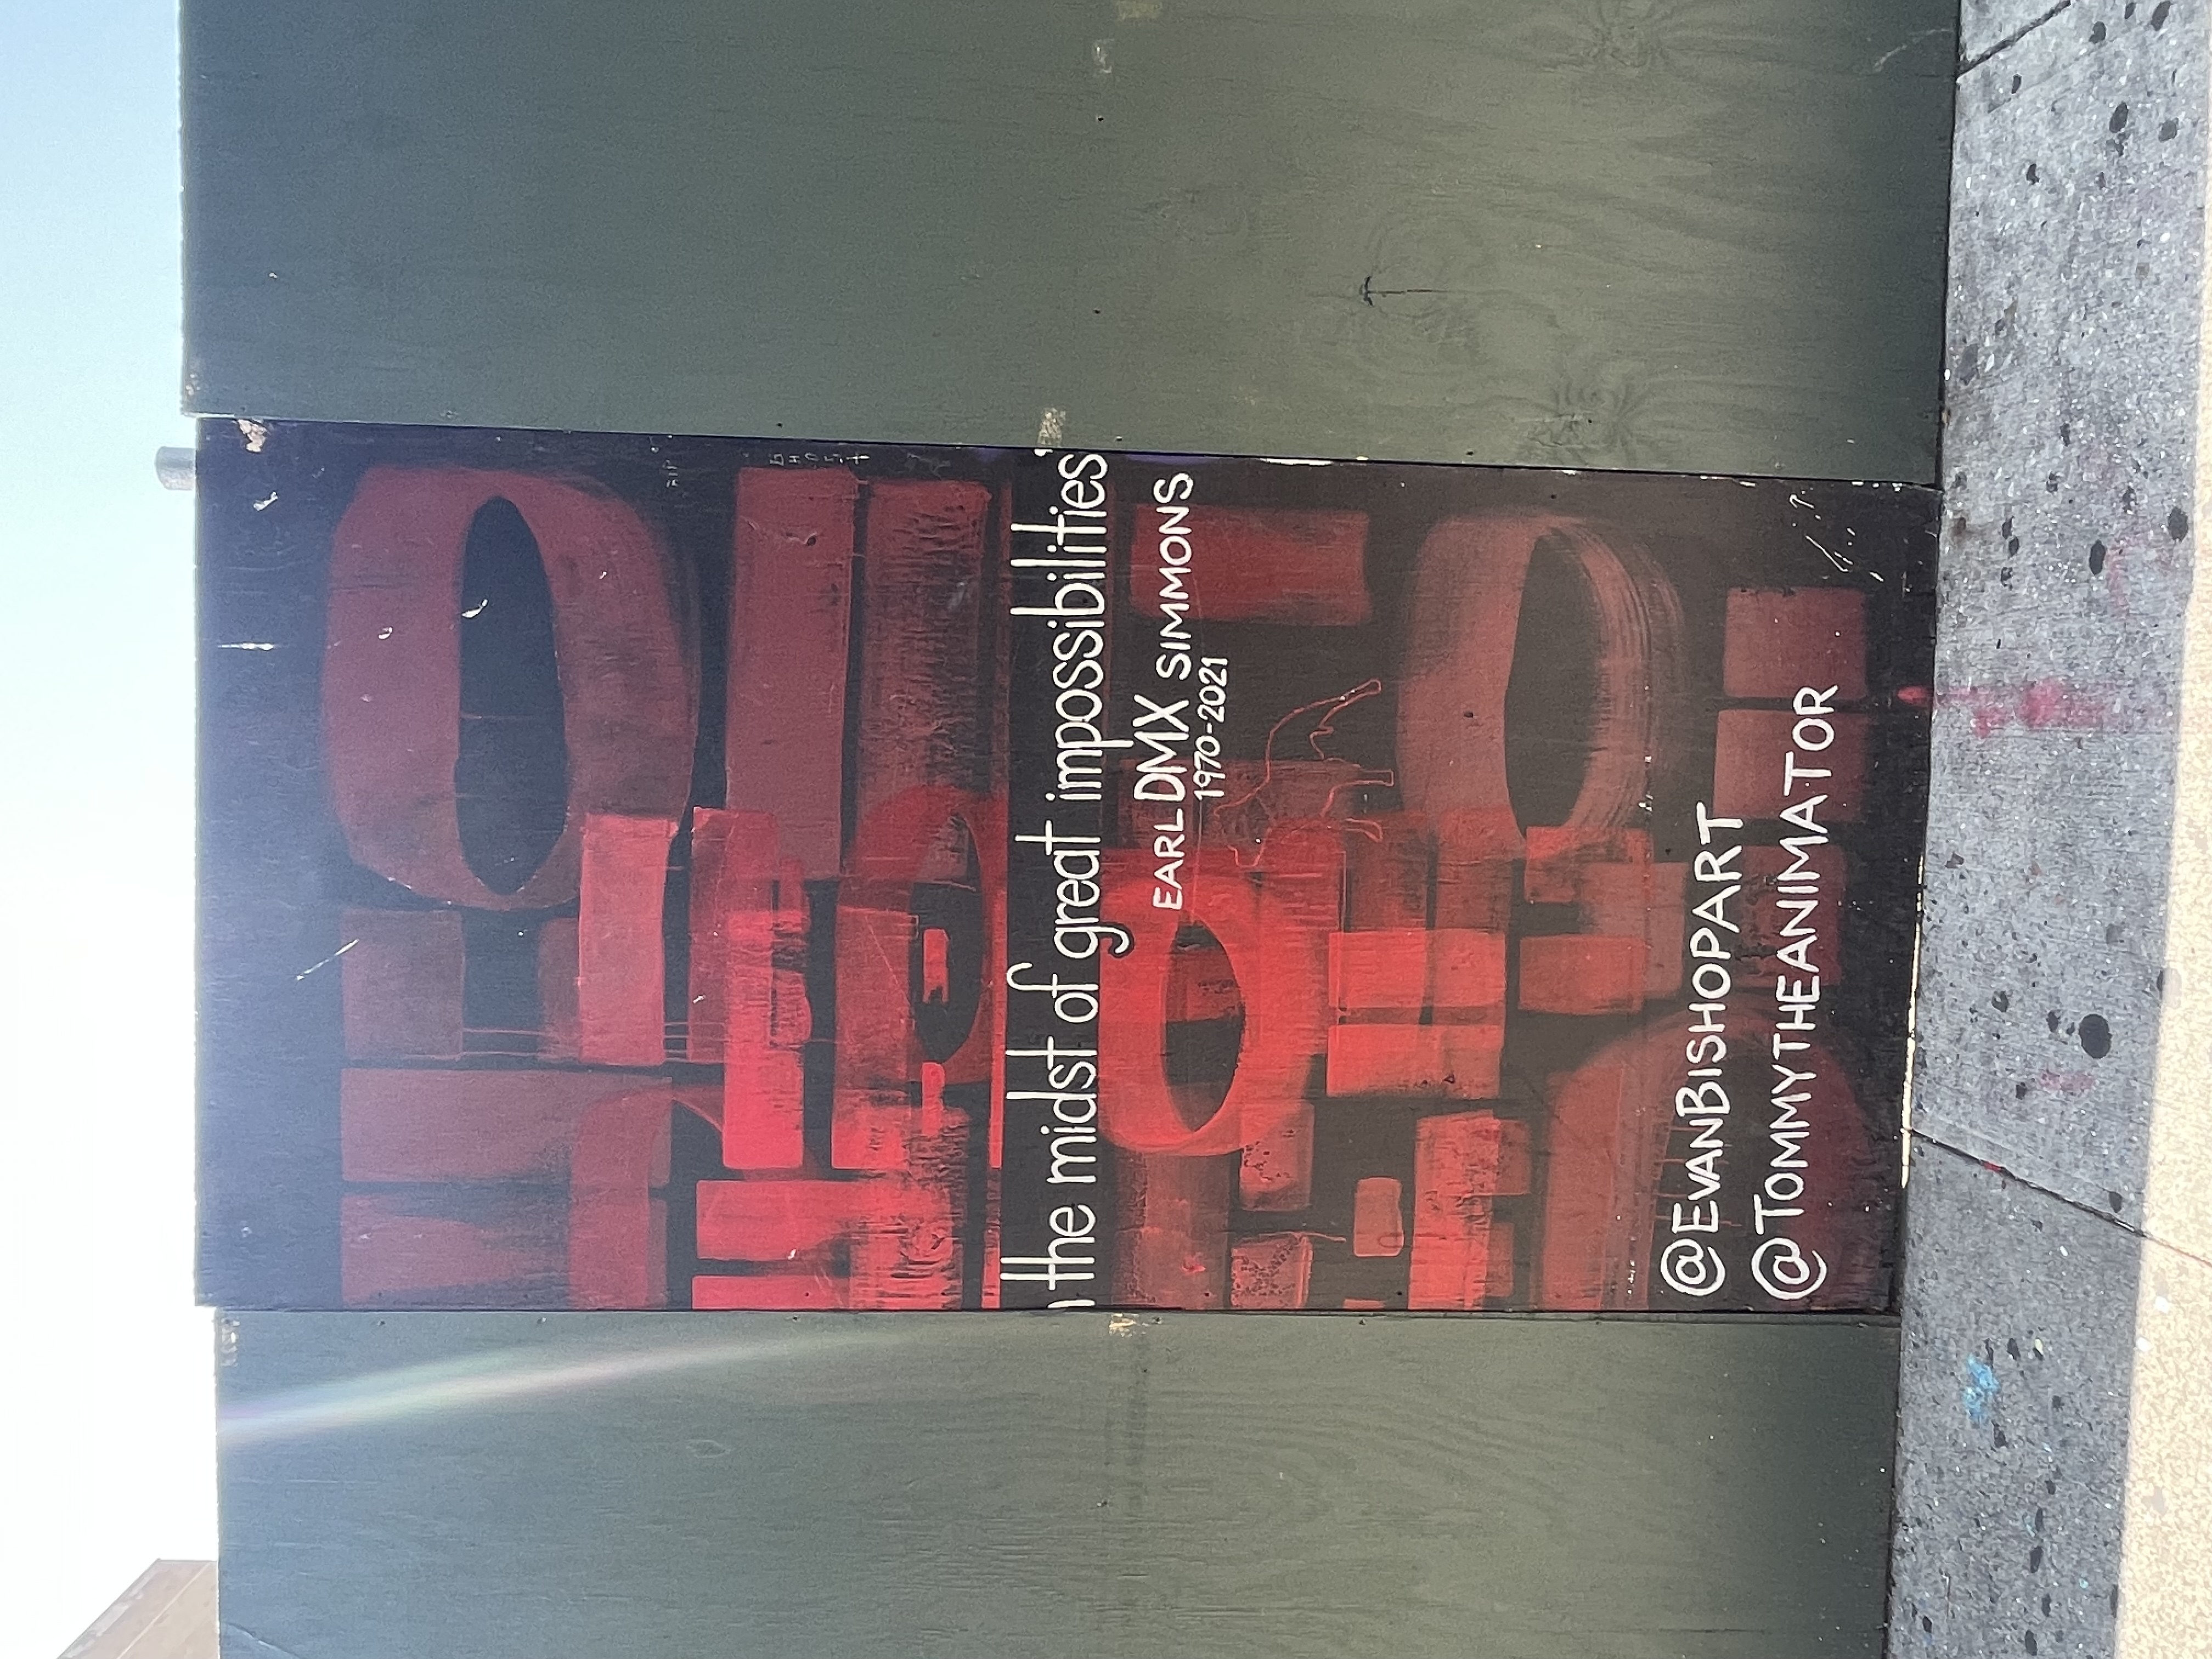 n the midst of great impossibilities"
EARL DMX SIMMONS
1970-2021
@EVANBISHOPART
@TOMMYTHEANIMATOR